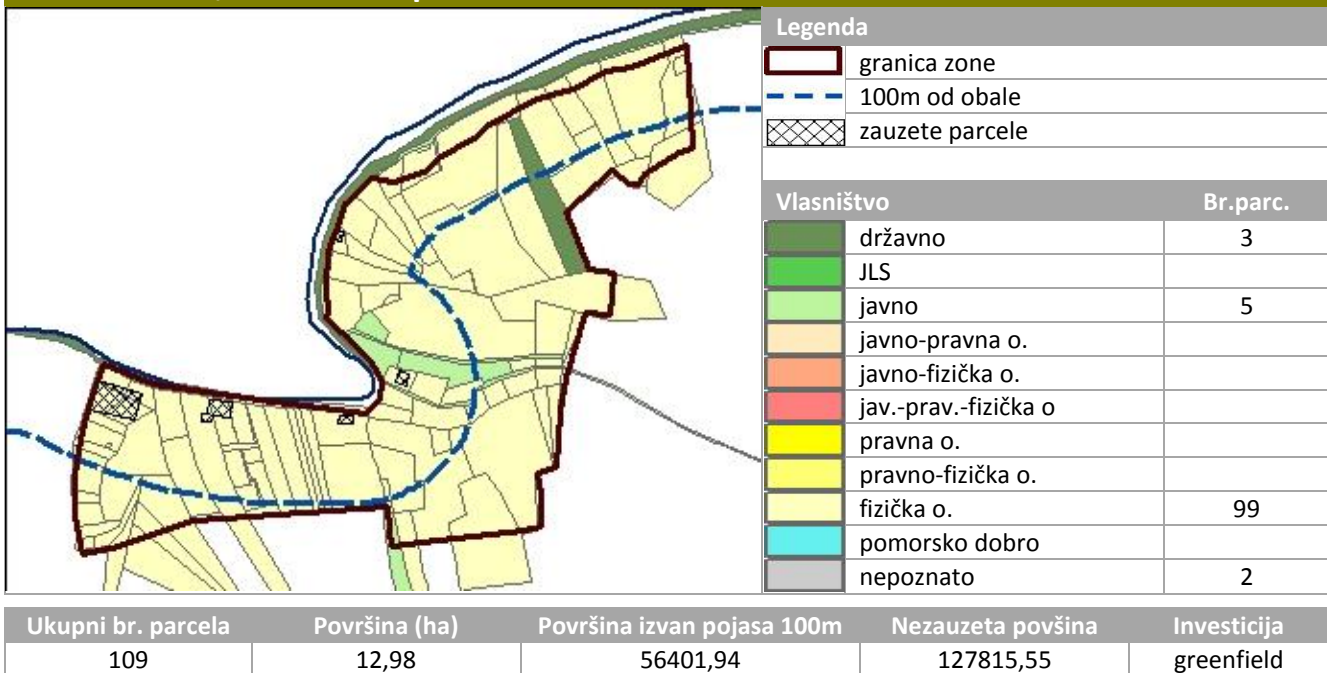 Legenda
granica zone
100m od obale
zauzete parcele
Vlasništvo Br.parc.
državno 3
JLS
javno 5
javno-pravna o.
javno-fizička o.
jav.-prav.-fizička o
pravna o.
pravno-fizička o.
fizička o. 99
pomorsko dobro
nepoznato 2
Ukupni br. parcela Površina (ha) Površina izvan pojasa 100m Nezauzeta povšina Investicija
109 12,98 56401,94 127815,55 greenfield